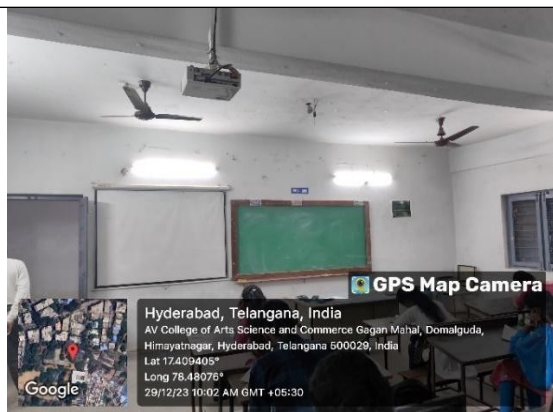 GPS Map Camera
Hyderabad, Telangana, India
AV College of Arts Science and Commerce Gagan Mahal, Domalguda,
Himayatnagar, Hyderabad, Telangana 500029, India
Lat 17.409405°
Long 78.48076°
29/12/23 10:02 AM GMT +05:30
Google